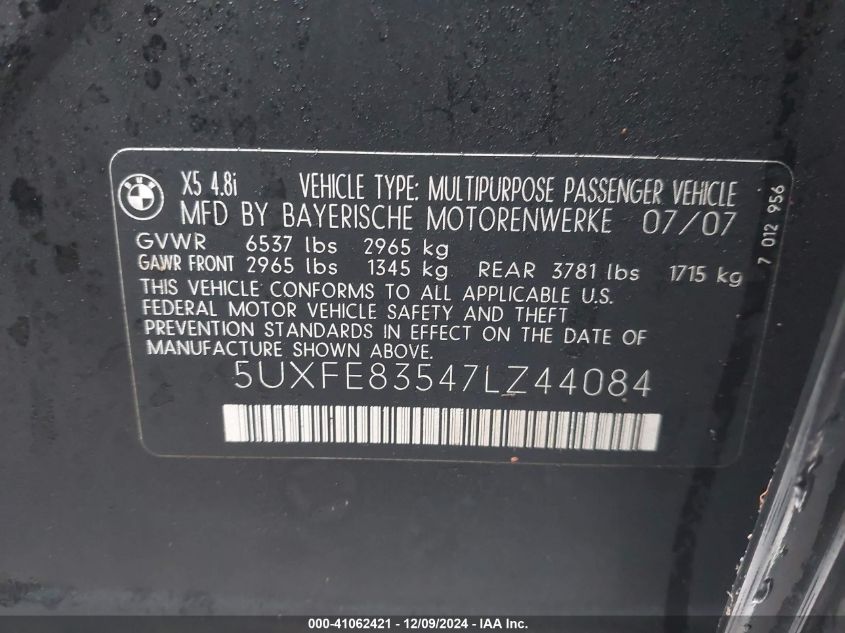 X5 4.8i VEHICLE TYPE: MULTIPURPOSE PASSENGER VEHICLE
MFD BY BAYERISCHE MOTORENWERKE 07/07
GVWR 6537 lbs 2965 kg
GAWR FRONT 2965 lbs 1345 kg REAR 3781 lbs 1715 kg
THIS VEHICLE CONFORMS TO ALL APPLICABLE U.S.
FEDERAL MOTOR VEHICLE SAFETY AND THEFT
PREVENTION STANDARDS IN EFFECT ON THE DATE OF
MANUFACTURE SHOWN ABOVE.
5UXFE83547LZ44084
7 012 956
BMW
000-41062421 - 12/09/2024 - IAA Inc.